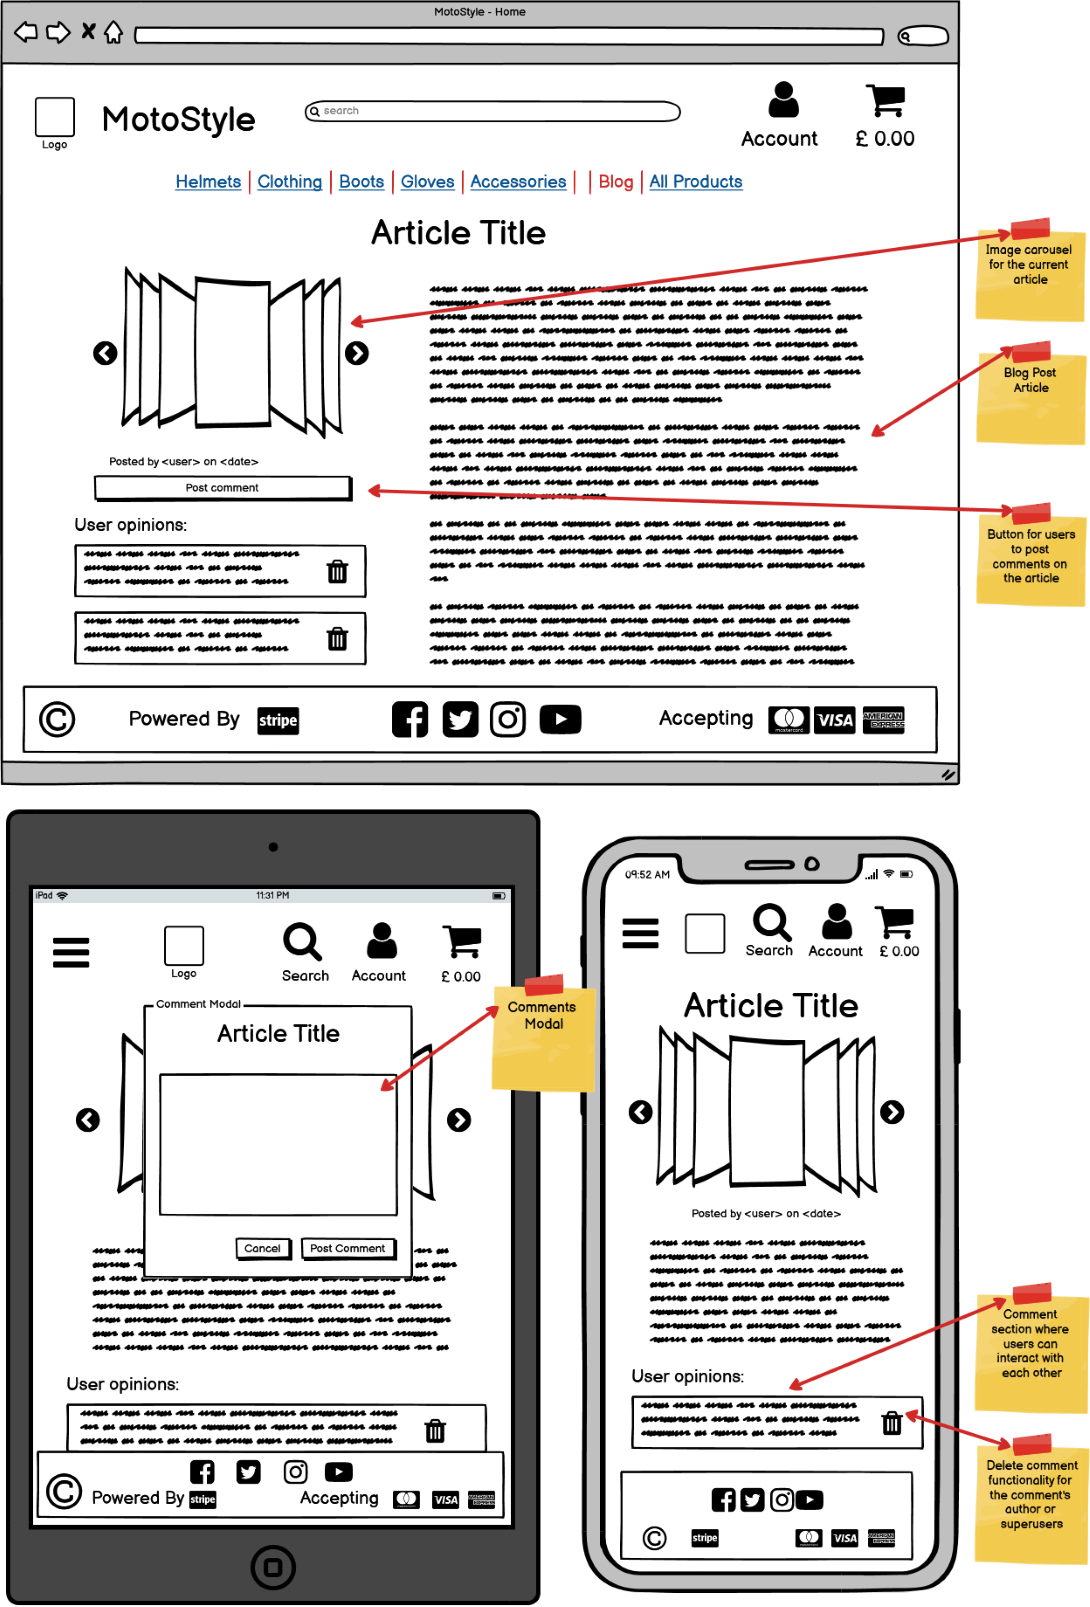 MotoStyle - Home
Logo
MotoStyle
search
Account
£ 0.00
Helmets | Clothing | Boots | Gloves | Accessories | | Blog | All Products
Article Title
Image carousel
for the current
article
Blog Post
Article
Posted by <user> on <date>
Post comment
User opinions:
Button for users
to post
comments on
the article
©
Powered By
stripe
Accepting
mastercard
VISA
AMERICAN
EXPRESS
iPad
11:31 PM
Logo
Search
Account
£ 0.00
Comment Modal
Article Title
Cancel
Post Comment
Comments
Modal
User opinions:
©
Powered By
stripe
Accepting
VISA
AMERICAN
EXPRESS
09:52 AM
Search
Account
£ 0.00
Article Title
Posted by <user> on <date>
User opinions:
Comment
section where
users can
interact with
each other
Delete comment
functionality for
the comment's
author or
superusers
©
stripe
VISA
AMERICAN
EXPRESS